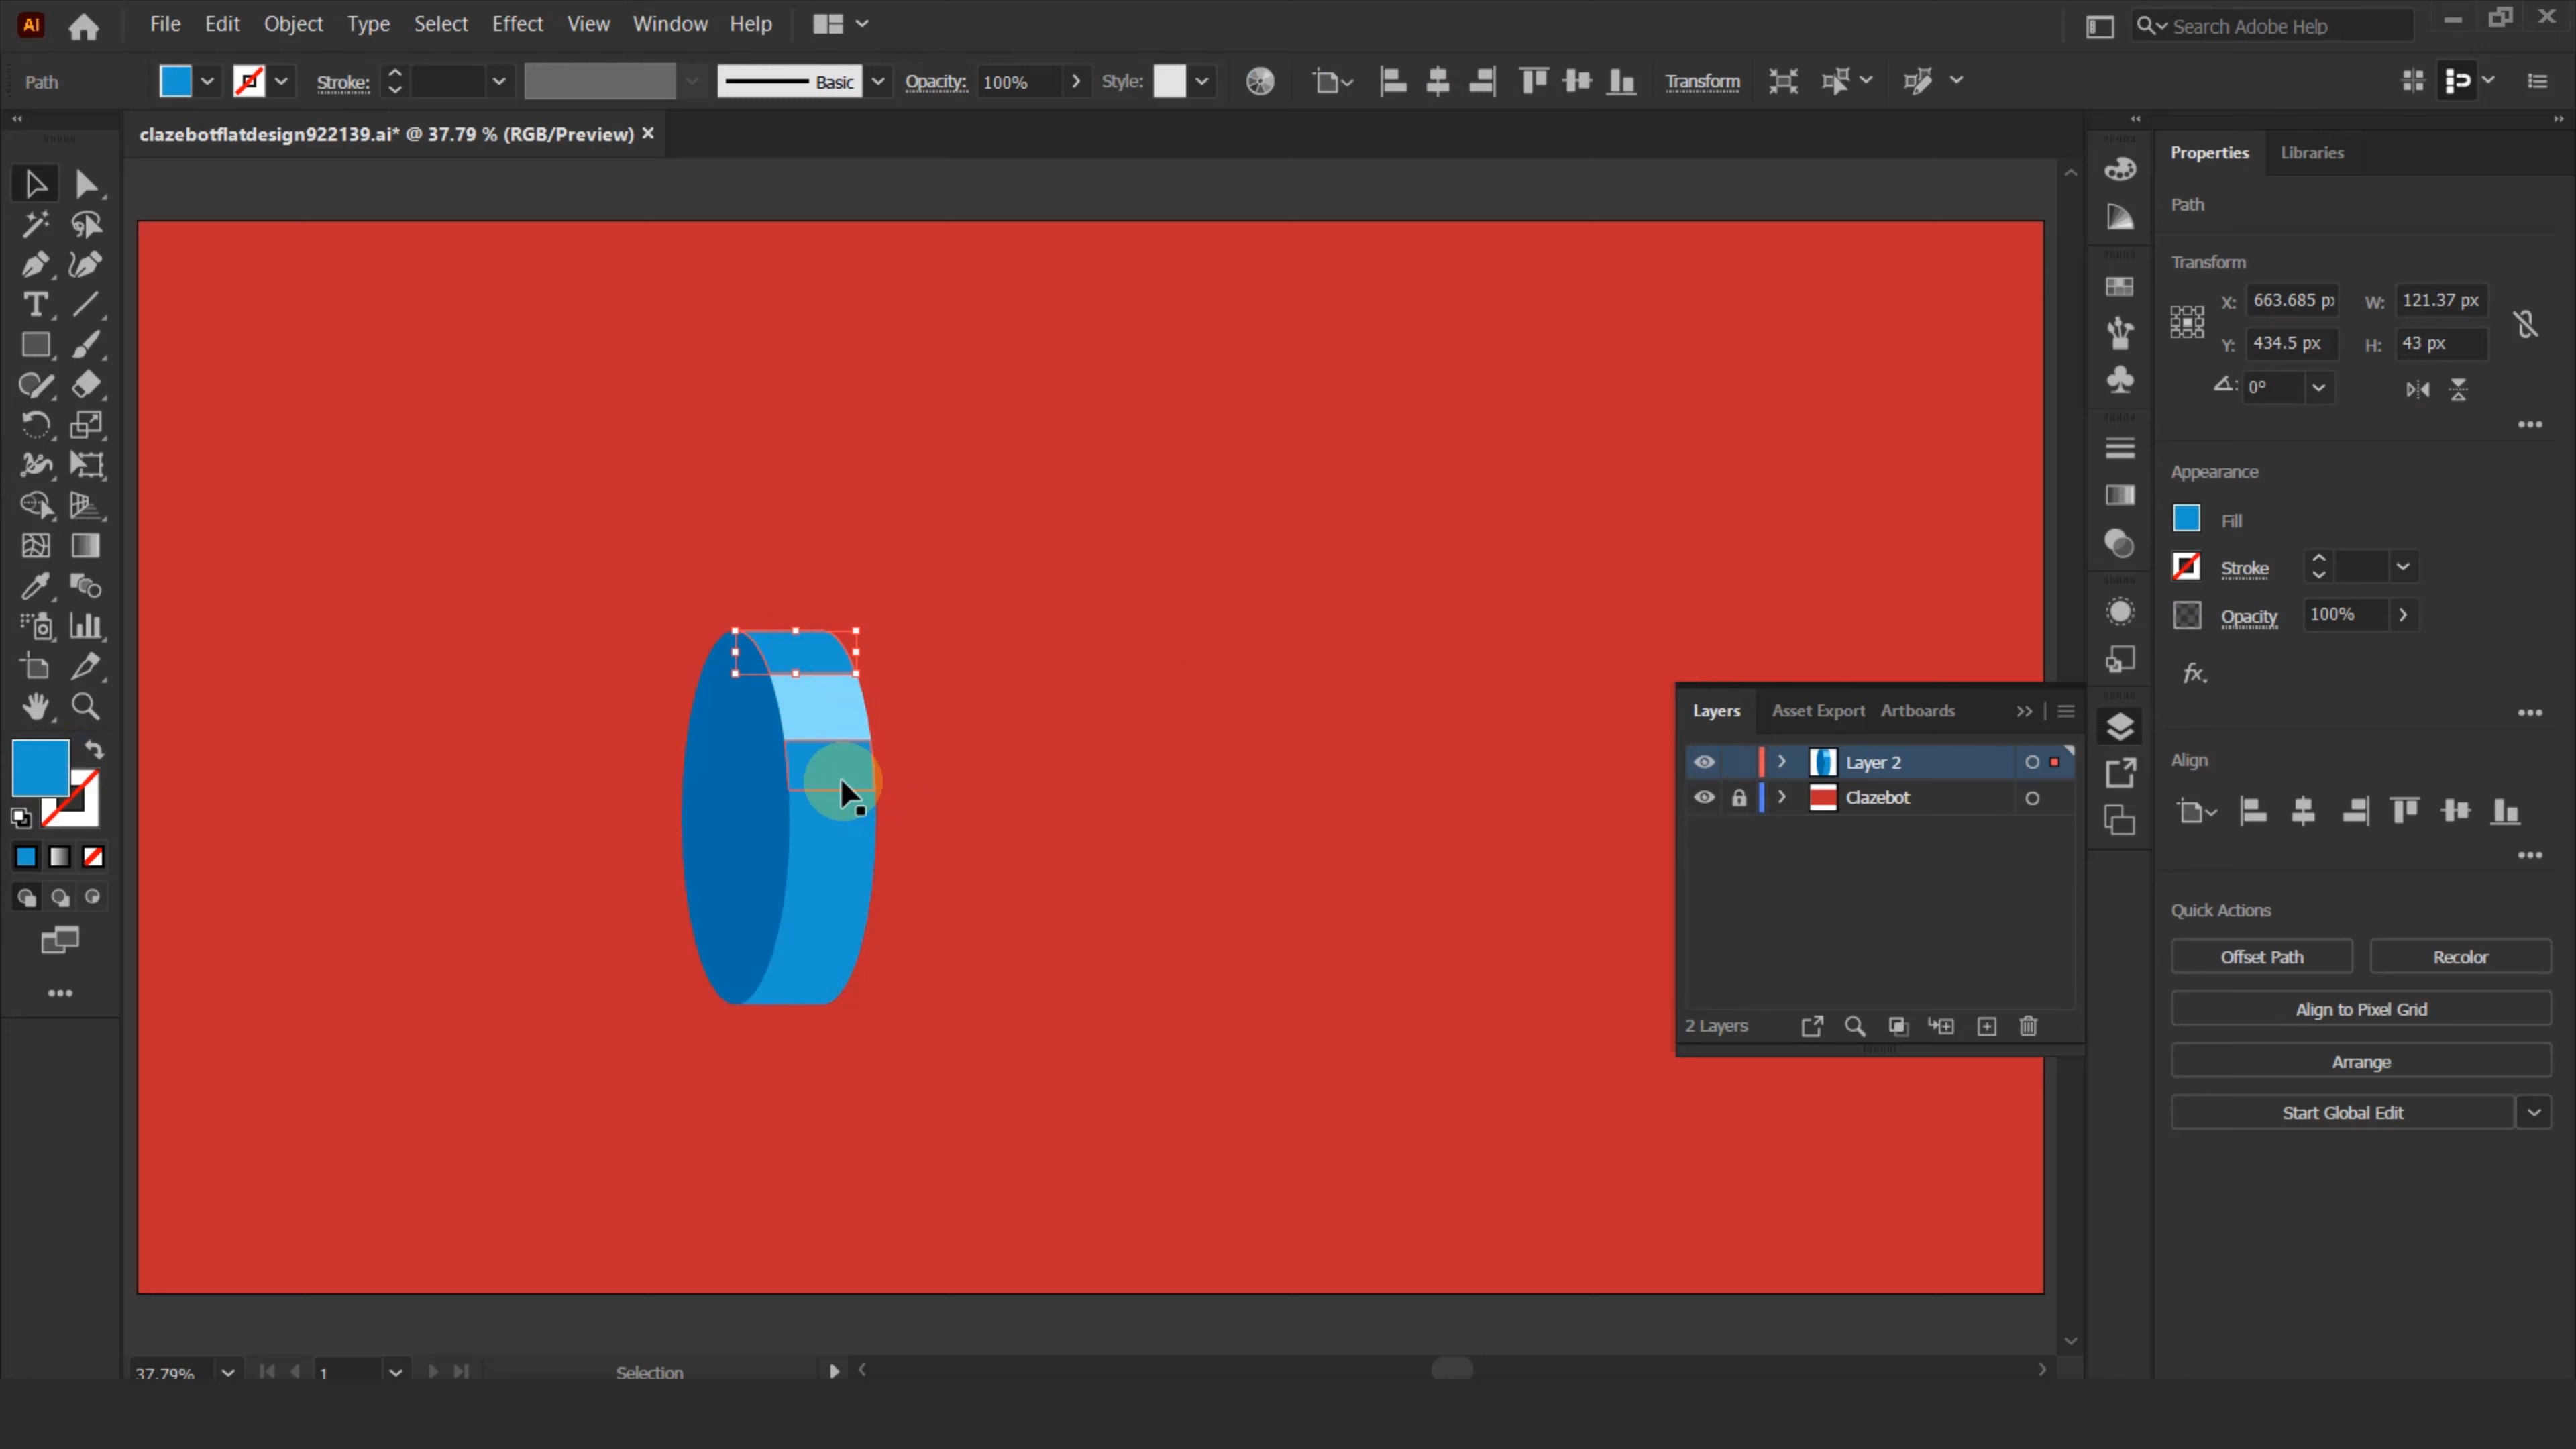 Ai File Edit Object Type Select Effect View Window Help Search Adobe Help
Path Stroke: Basic Opacity: 100% Style: Transform
clazebotflatdesign922139.ai* @ 37.79 % (RGB/Preview) ×
Properties Libraries
Path
Transform
X: 663.685 px W: 121.37 px
Y: 434.5 px H: 43 px
0°
Appearance
Fill
Stroke
Opacity 100%
fx.
Layers Asset Export Artboards
Layer 2
Clazebot
2 Layers
Align
Quick Actions
Offset Path Recolor
Align to Pixel Grid
Arrange
Start Global Edit
37.79% 1 Selection